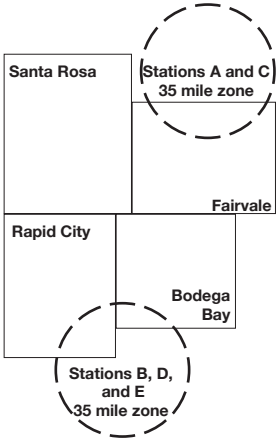 Santa Rosa
Stations A and C
35 mile zone
Fairvale
Rapid City
Bodega
Bay
Stations B, D,
and E
35 mile zone